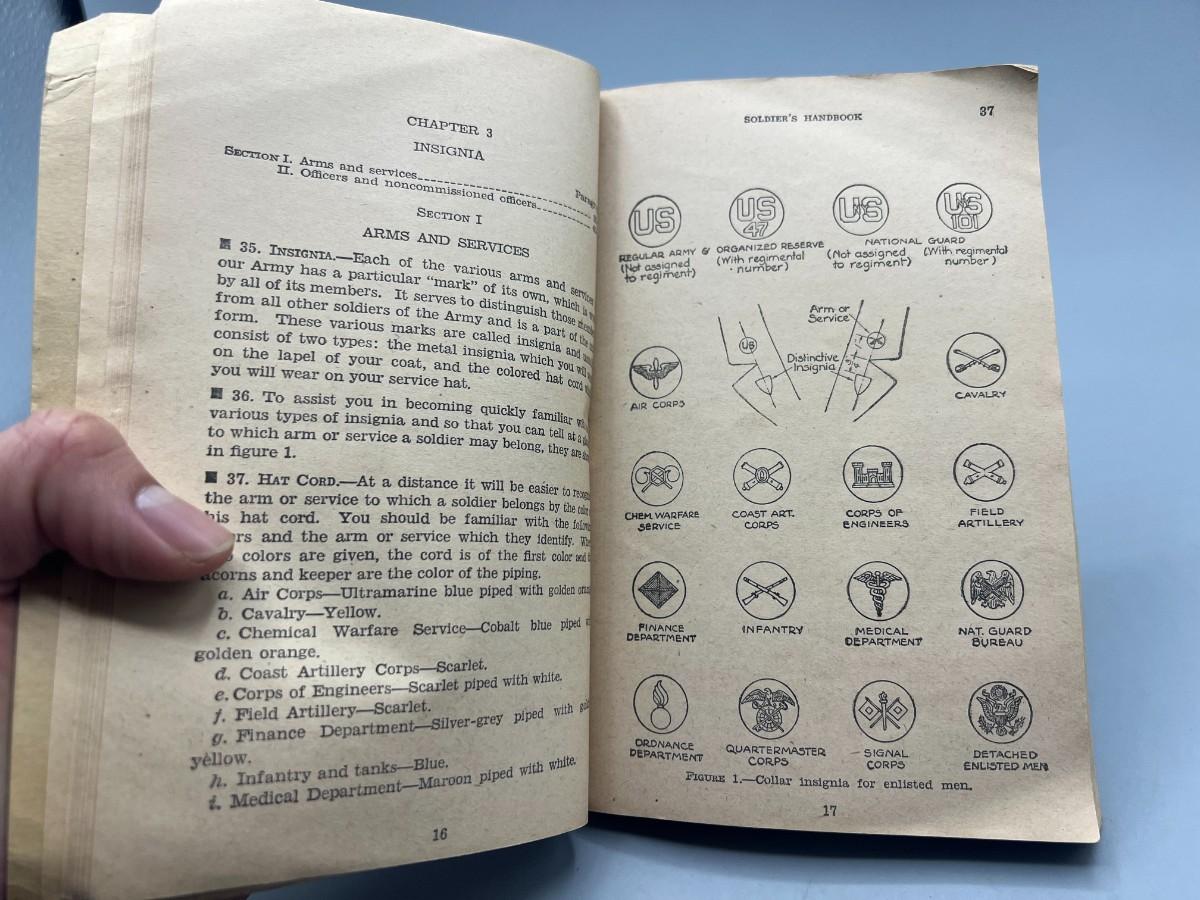 CHAPTER 3
INSIGNIA
SECTION I. Arms and services
II. Officers and noncommissioned officers
SECTION I
ARMS AND SERVICES
■ 35. INSIGNIA.—Each of the various arms and services
our Army has a particular “mark” of its own, which is
by all of its members. It serves to distinguish those
from all other soldiers of the Army and is a part of the
form. These various marks are called insignia and
consist of two types: the metal insignia which you will
on the lapel of your coat, and the colored hat cord
you will wear on your service hat.
■ 36. To assist you in becoming quickly familiar
various types of insignia and so that you can tell at a
to which arm or service a soldier may belong, they are
in figure 1.
■ 37. HAT CORD.—At a distance it will be easier to
the arm or service to which a soldier belongs by the color
his hat cord. You should be familiar with the
and the arm or service which they identify.
colors are given, the cord is of the first color and
acorns and keeper are the color of the piping.
a. Air Corps—Ultramarine blue piped with golden
b. Cavalry—Yellow.
c. Chemical Warfare Service—Cobalt blue piped
golden orange.
d. Coast Artillery Corps—Scarlet.
e. Corps of Engineers—Scarlet piped with white.
f. Field Artillery—Scarlet.
g. Finance Department—Silver-grey piped with
yellow.
h. Infantry and tanks—Blue.
i. Medical Department—Maroon piped with white.
16
SOLDIER'S HANDBOOK 37
US US 47 US US 101
REGULAR ARMY & ORGANIZED RESERVE NATIONAL GUARD
(Not assigned to regiment) (With regimental number) (Not assigned to regiment) (With regimental number)
Arm or Service
US
Distinctive Insignia
AIR CORPS CAVALRY
CHEM. WARFARE SERVICE COAST ART. CORPS CORPS OF ENGINEERS FIELD ARTILLERY
FINANCE DEPARTMENT INFANTRY MEDICAL DEPARTMENT NAT. GUARD BUREAU
ORDNANCE DEPARTMENT QUARTERMASTER CORPS SIGNAL CORPS DETACHED ENLISTED MEN
FIGURE 1.—Collar insignia for enlisted men.
17